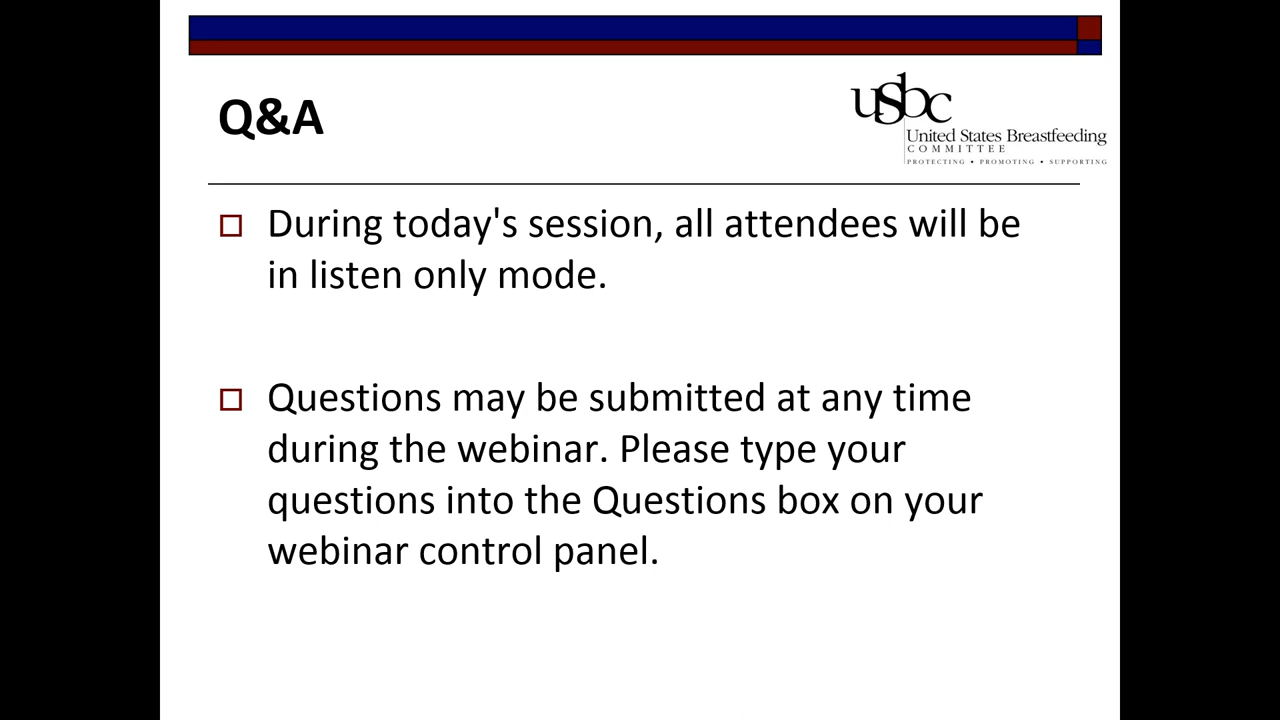 Q&A
usbc
United States Breastfeeding
COMMITTEE
PROTECTING • PROMOTING • SUPPORTING
During today's session, all attendees will be
in listen only mode.
Questions may be submitted at any time
during the webinar. Please type your
questions into the Questions box on your
webinar control panel.